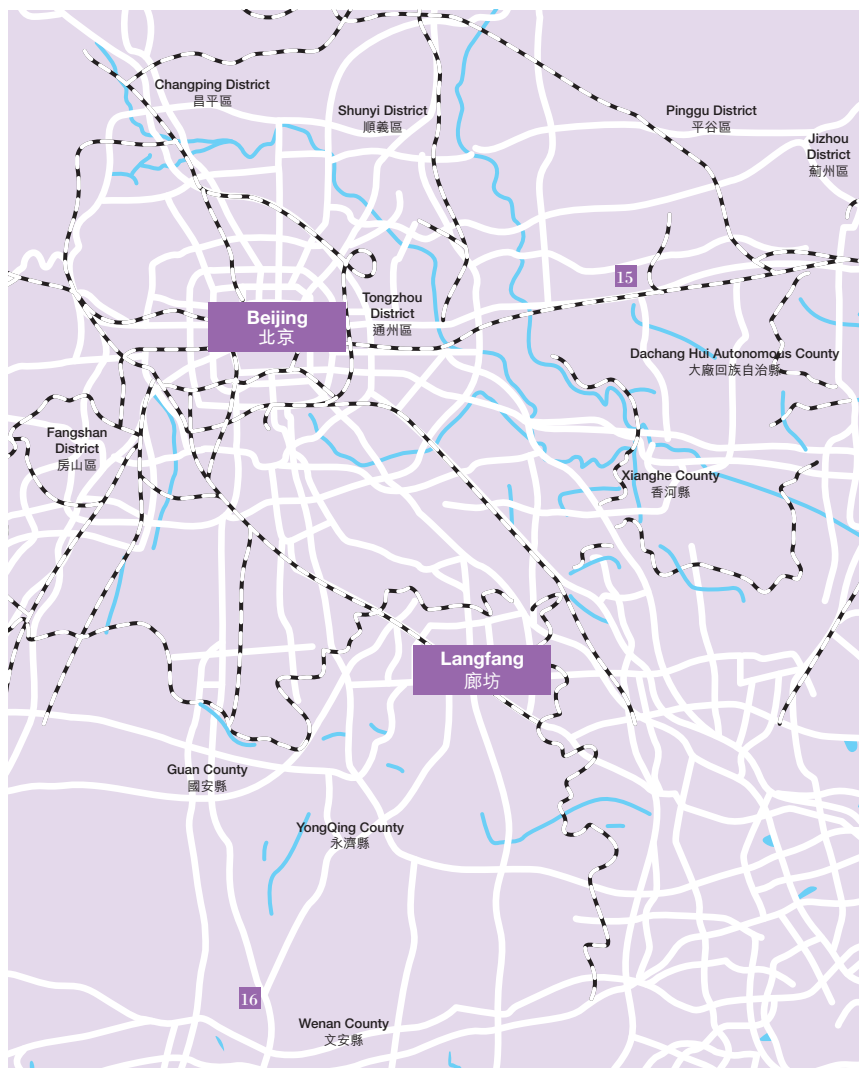 Changping District
昌平區
Shunyi District
順義區
Pinggu District
平谷區
Jizhou
District
薊州區
15
Tongzhou
District
通州區
Beijing
北京
Dachang Hui Autonomous County
大廠回族自治縣
Fangshan
District
房山區
Xianghe County
香河縣
Langfang
廊坊
Guan County
國安縣
YongQing County
永濟縣
16
Wenan County
文安縣